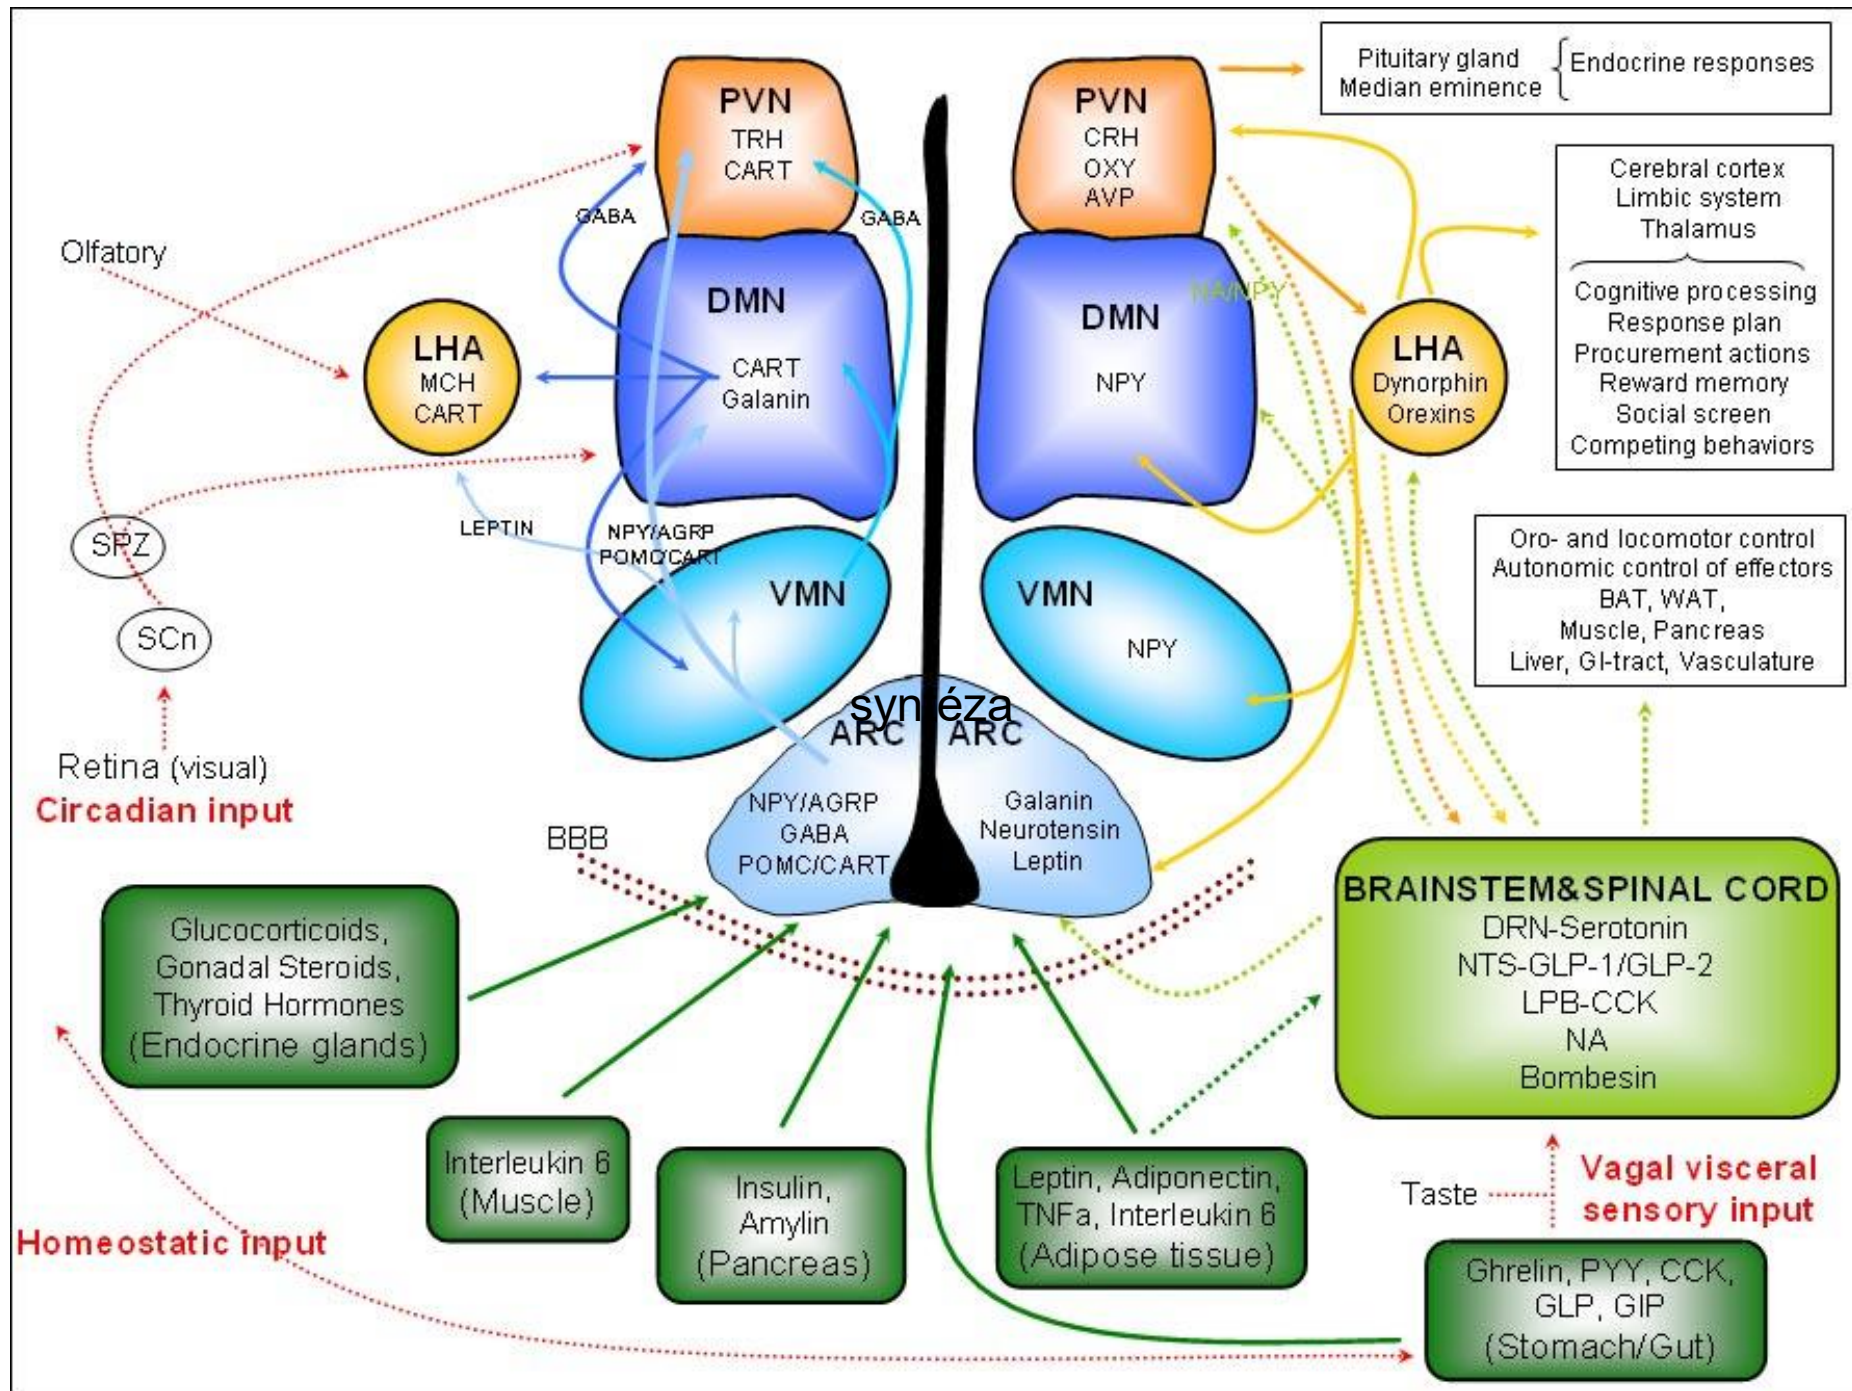 PVN
TRH
CART
PVN
CRH
OXY
AVP
Pituitary gland
Median eminence
Endocrine responses
Cerebral cortex
Limbic system
Thalamus
Cognitive processing
Response plan
Procurement actions
Reward memory
Social screen
Competing behaviors
GABA
GABA
Olfatory
DMN
CART
Galanin
DMN
NPY
NA/NPY
LHA
MCH
CART
LHA
Dynorphin
Orexins
LEPTIN
NPY/AGRP
POMC/CART
SPZ
SCn
Retina (visual)
Circadian input
VMN
VMN
NPY
Oro- and locomotor control
Autonomic control of effectors
BAT, WAT,
Muscle, Pancreas
Liver, GI-tract, Vasculature
syntéza
ARC
ARC
NPY/AGRP
GABA
POMC/CART
Galanin
Neurotensin
Leptin
BBB
BRAINSTEM&SPINAL CORD
DRN-Serotonin
NTS-GLP-1/GLP-2
LPB-CCK
NA
Bombesin
Glucocorticoids,
Gonadal Steroids,
Thyroid Hormones
(Endocrine glands)
Interleukin 6
(Muscle)
Insulin,
Amylin
(Pancreas)
Leptin, Adiponectin,
TNFa, Interleukin 6
(Adipose tissue)
Taste
Vagal visceral
sensory input
Homeostatic input
Ghrelin, PYY, CCK,
GLP, GIP
(Stomach/Gut)